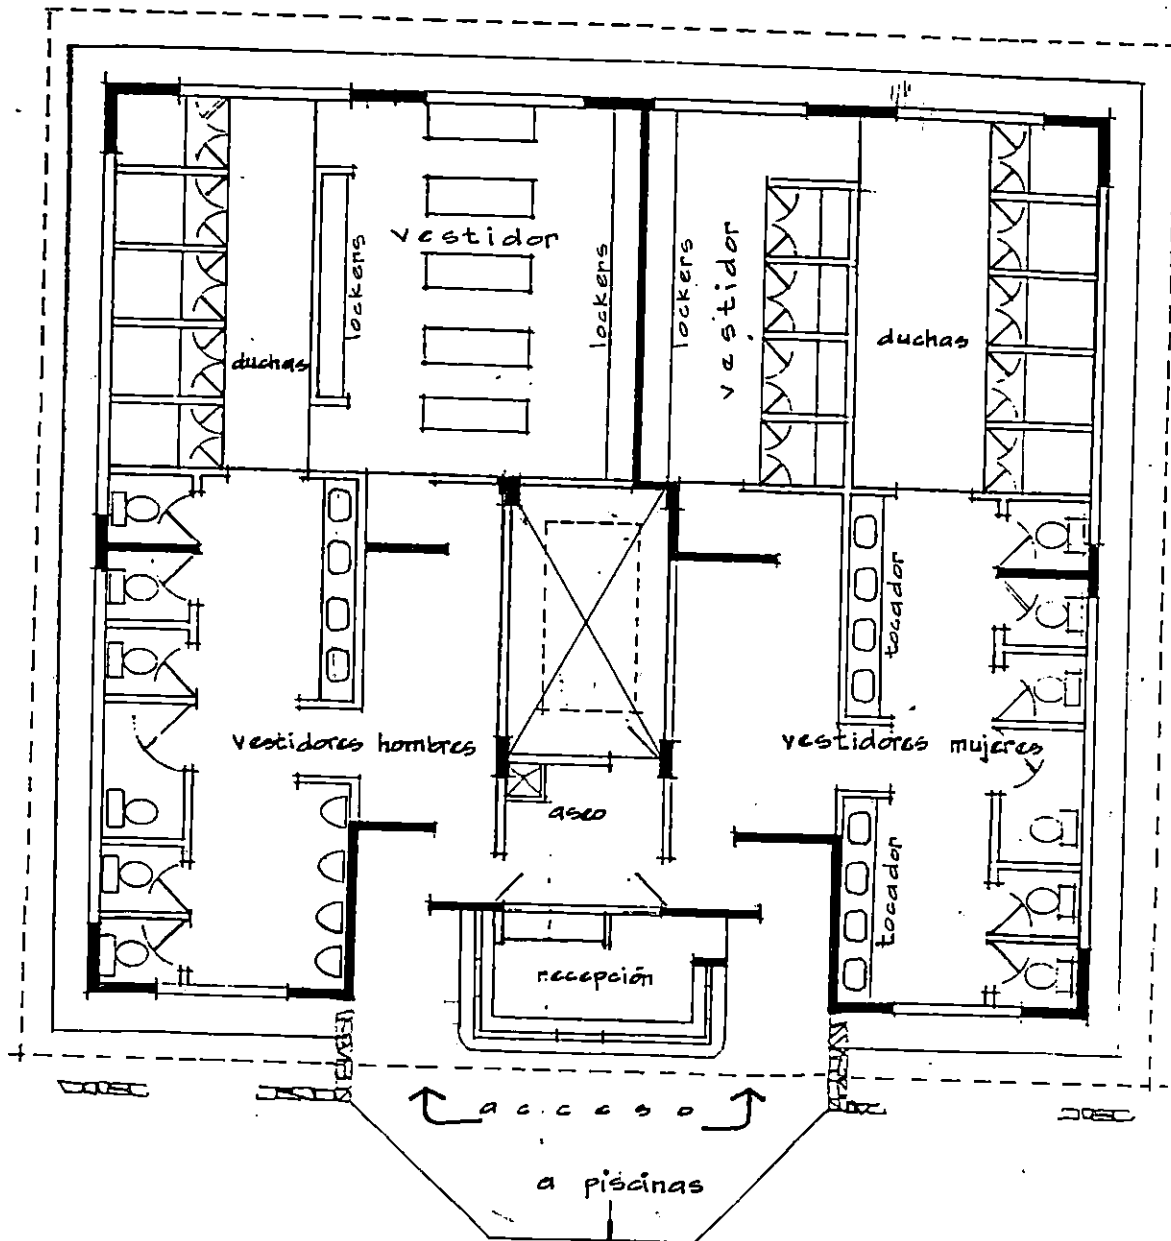 vestidor
lockers
lockers
lockers
vestidor
duchas
duchas
tocador
vestidores hombres
vestidores mujeres
aseo
tocador
recepción
acceso
a piscinas